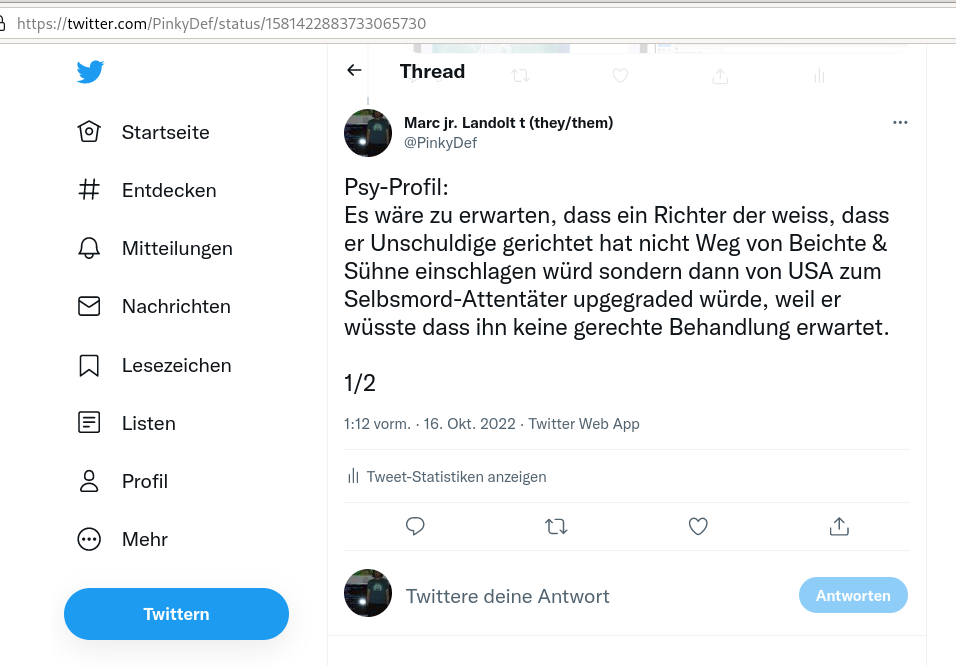 https://twitter.com/PinkyDef/status/1581422883733065730
Thread
Startseite
Entdecken
Mitteilungen
Nachrichten
Lesezeichen
Listen
Profil
Mehr
Twittern
Marc jr. Landolt t (they/them)
@PinkyDef
Psy-Profil:
Es wäre zu erwarten, dass ein Richter der weiss, dass
er Unschuldige gerichtet hat nicht Weg von Beichte &
Sühne einschlagen würd sondern dann von USA zum
Selbsmord-Attentäter upgegraded würde, weil er
wüsste dass ihn keine gerechte Behandlung erwartet.
1/2
1:12 vorm. · 16. Okt. 2022 · Twitter Web App
Tweet-Statistiken anzeigen
Twittere deine Antwort
Antworten